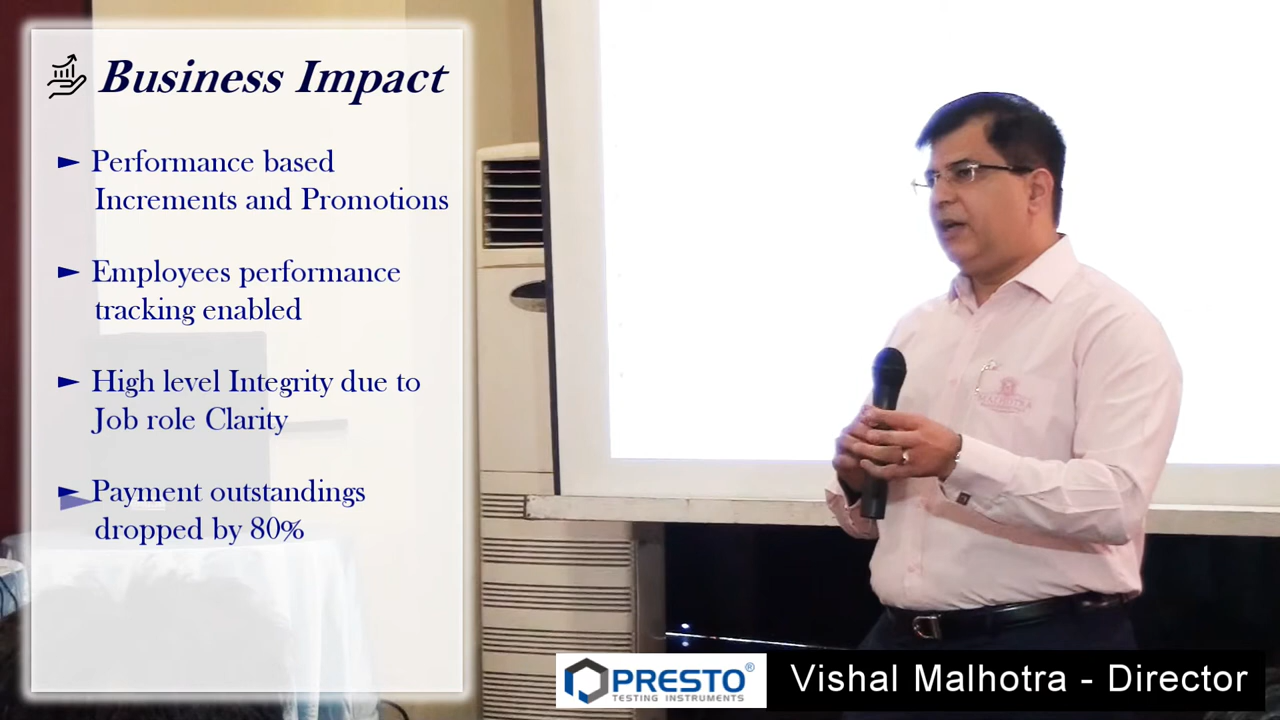 Business Impact
► Performance based
Increments and Promotions
► Employees performance
tracking enabled
► High level Integrity due to
Job role Clarity
► Payment outstandings
dropped by 80%
MALHOTRA
PRESTO®
TESTING INSTRUMENTS
Vishal Malhotra - Director